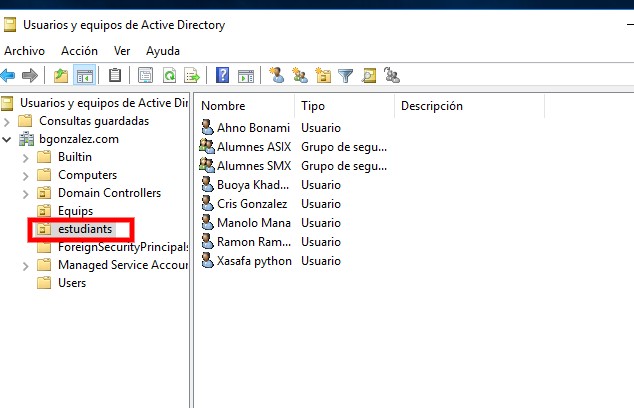 Usuarios y equipos de Active Directory
Archivo Acción Ver Ayuda
Usuarios y equipos de Active Direc
Consultas guardadas
bgonzalez.com
Builtin
Computers
Domain Controllers
Equips
estudiants
ForeignSecurityPrincipals
Managed Service Accoun
Users
Nombre Tipo Descripción
Ahno Bonami Usuario
Alumnes ASIX Grupo de segu...
Alumnes SMX Grupo de segu...
Buoya Khad... Usuario
Cris Gonzalez Usuario
Manolo Mana Usuario
Ramon Ram... Usuario
Xasafa python Usuario